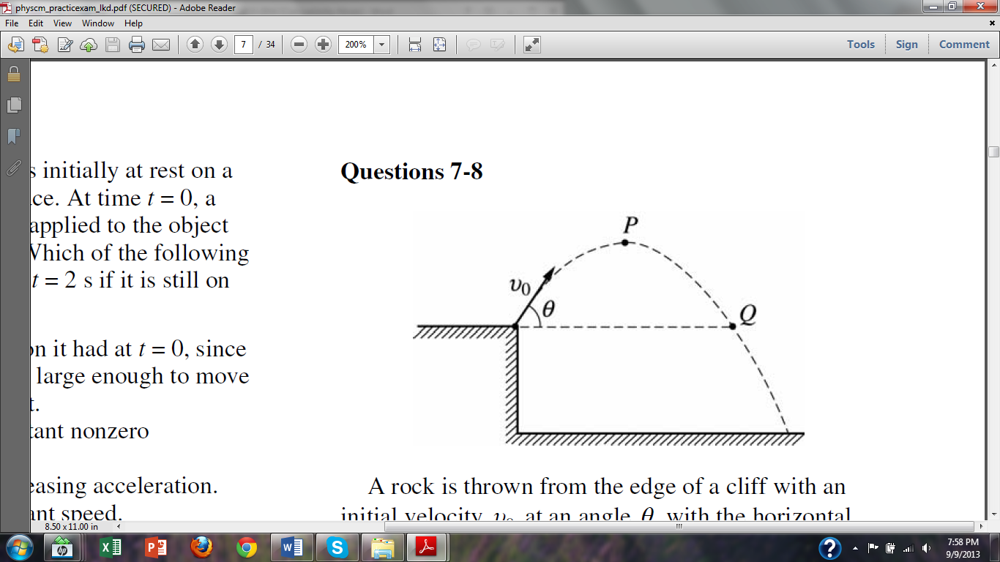 physcm_practicexam_lkd.pdf (SECURED) - Adobe Reader
File Edit View Window Help
7 / 34 200% Tools Sign Comment
s initially at rest on a
ce. At time t = 0, a
applied to the object
Which of the following
t = 2 s if it is still on
on it had at t = 0, since
large enough to move
t.
tant nonzero
easing acceleration.
ant speed.
Questions 7-8
P
υ0
θ
Q
A rock is thrown from the edge of a cliff with an
initial velocity υ0 at an angle θ with the horizontal
8.50 x 11.00 in
hp
7:58 PM
9/9/2013